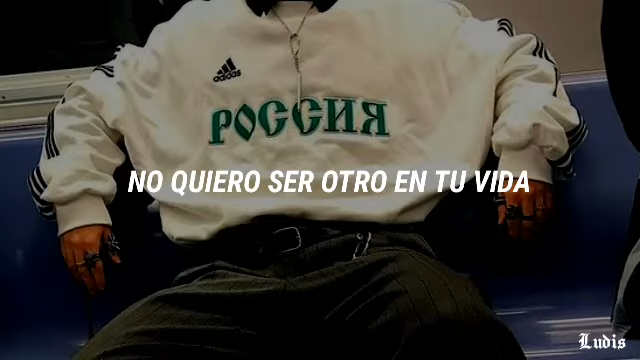 adidas
РОССИЯ
NO QUIERO SER OTRO EN TU VIDA
Ludis